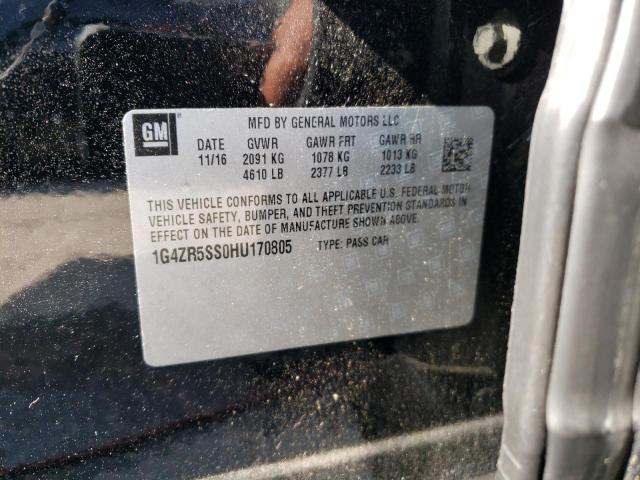 GM
MFD BY GENERAL MOTORS LLC
DATE GVWR GAWR FRT GAWR RR
11/16 2091 KG 1078 KG 1013 KG
4610 LB 2377 LB 2233 LB
THIS VEHICLE CONFORMS TO ALL APPLICABLE U.S. FEDERAL MOTOR
VEHICLE SAFETY, BUMPER, AND THEFT PREVENTION STANDARDS IN
EFFECT ON THE DATE OF MANUFACTURE SHOWN ABOVE.
1G4ZR5SS0HU170805 TYPE: PASS CAR